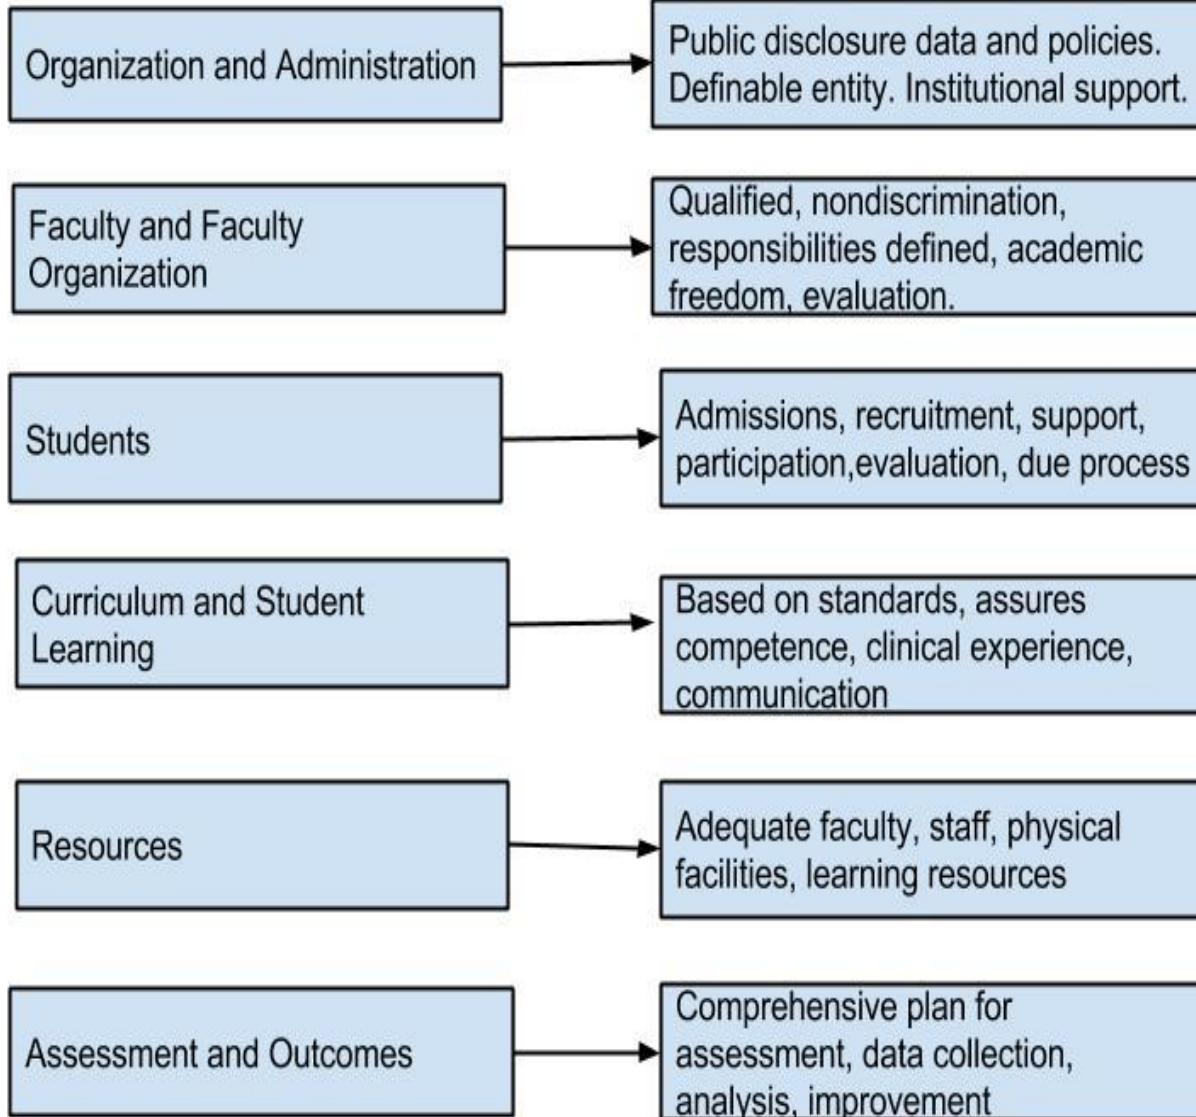 Organization and Administration
Public disclosure data and policies.
Definable entity. Institutional support.
Faculty and Faculty
Organization
Qualified, nondiscrimination,
responsibilities defined, academic
freedom, evaluation.
Students
Admissions, recruitment, support,
participation,evaluation, due process
Curriculum and Student
Learning
Based on standards, assures
competence, clinical experience,
communication
Resources
Adequate faculty, staff, physical
facilities, learning resources
Assessment and Outcomes
Comprehensive plan for
assessment, data collection,
analysis, improvement